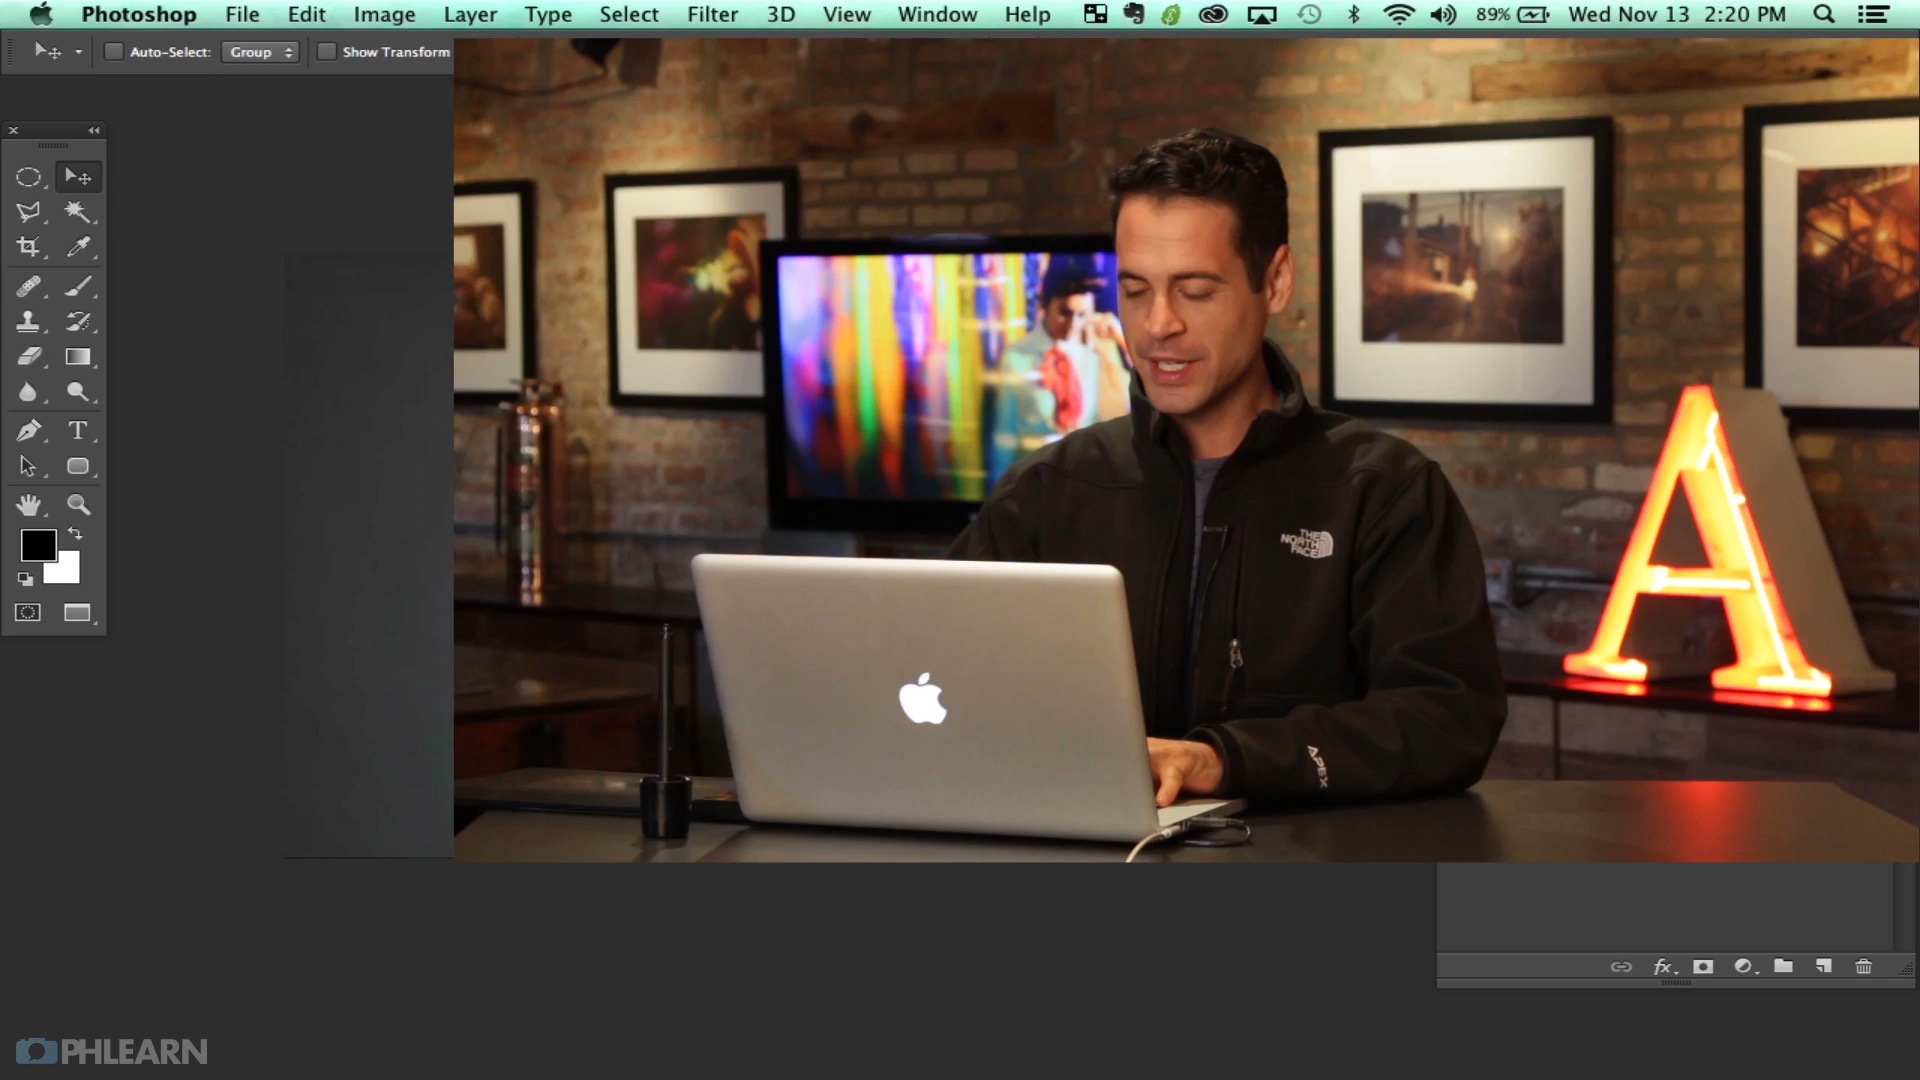 Photoshop File Edit Image Layer Type Select Filter 3D View Window Help 89% Wed Nov 13 2:20 PM
Auto-Select: Group Show Transform
T
THE
NORTH
FACE
A
APEX
fx
PHLEARN